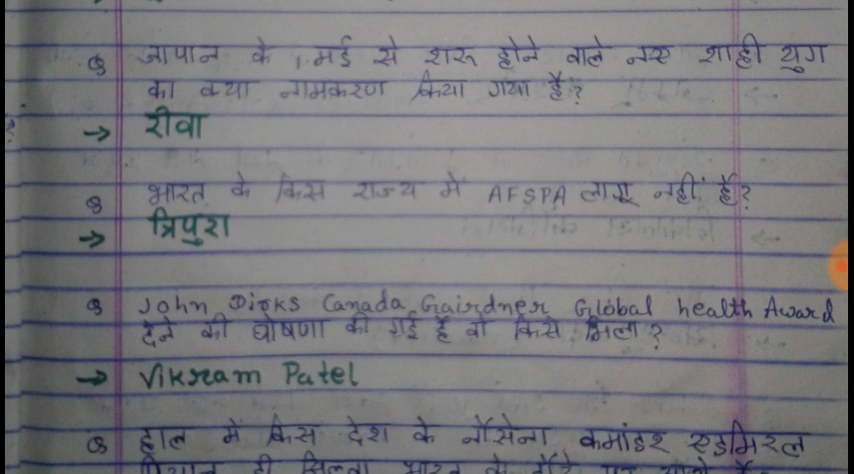 Q जापान के 1 मई से शरू होने वाले नए शाही युग
का क्या नामकरण किया गया है?
→ रीवा
Q भारत के किस राज्य में AFSPA लागू नहीं है?
→ त्रिपुरा
Q John Dirks Canada Gairdner Global health Award
देने की घोषणा की गई है वो किसे मिला?
→ Vikram Patel
Q हाल में किस देश के नौसेना कमांडर एडमिरल